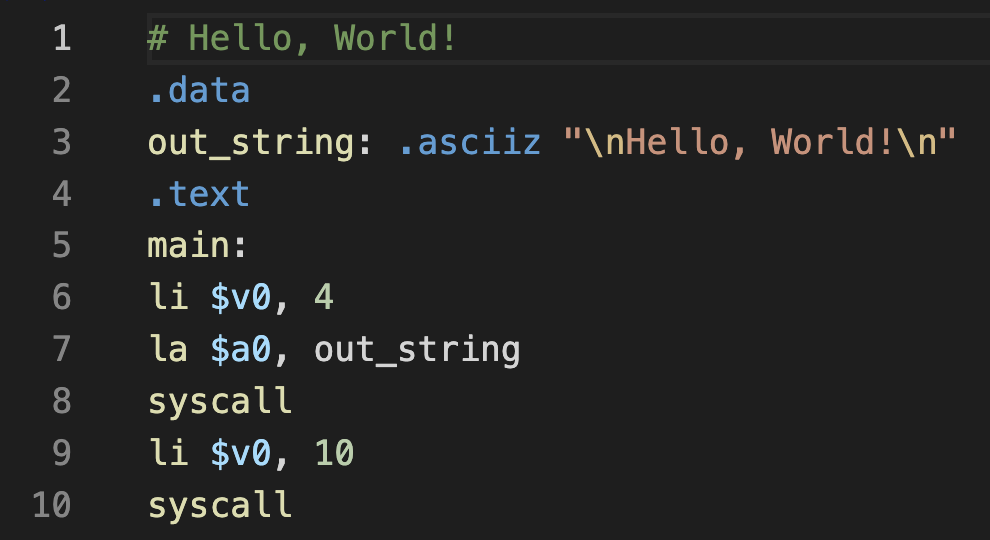 1 # Hello, World!
2 .data
3 out_string: .asciiz "\nHello, World!\n"
4 .text
5 main:
6 li $v0, 4
7 la $a0, out_string
8 syscall
9 li $v0, 10
10 syscall